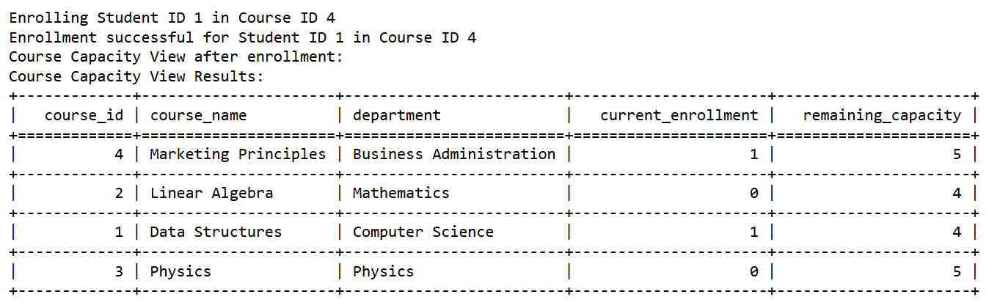 Enrolling Student ID 1 in Course ID 4
Enrollment successful for Student ID 1 in Course ID 4
Course Capacity View after enrollment:
Course Capacity View Results:
+-------------+----------------------+-------------------------+----------------------+----------------------+
|   course_id | course_name          | department              |   current_enrollment |   remaining_capacity |
+=============+======================+=========================+======================+======================+
|           4 | Marketing Principles | Business Administration |                    1 |                    5 |
+-------------+----------------------+-------------------------+----------------------+----------------------+
|           2 | Linear Algebra       | Mathematics             |                    0 |                    4 |
+-------------+----------------------+-------------------------+----------------------+----------------------+
|           1 | Data Structures      | Computer Science        |                    1 |                    4 |
+-------------+----------------------+-------------------------+----------------------+----------------------+
|           3 | Physics              | Physics                 |                    0 |                    5 |
+-------------+----------------------+-------------------------+----------------------+----------------------+